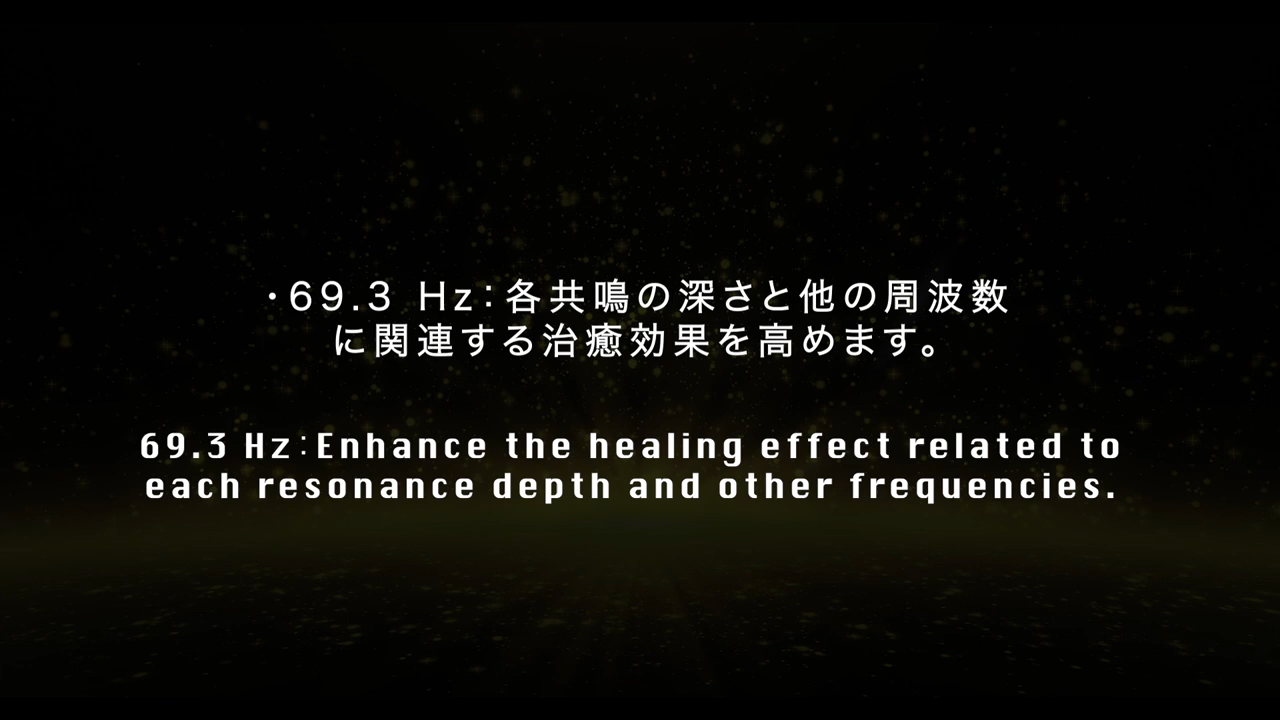 ・69.3 Hz：各共鳴の深さと他の周波数
に関連する治癒効果を高めます。
69.3 Hz：Enhance the healing effect related to
each resonance depth and other frequencies.